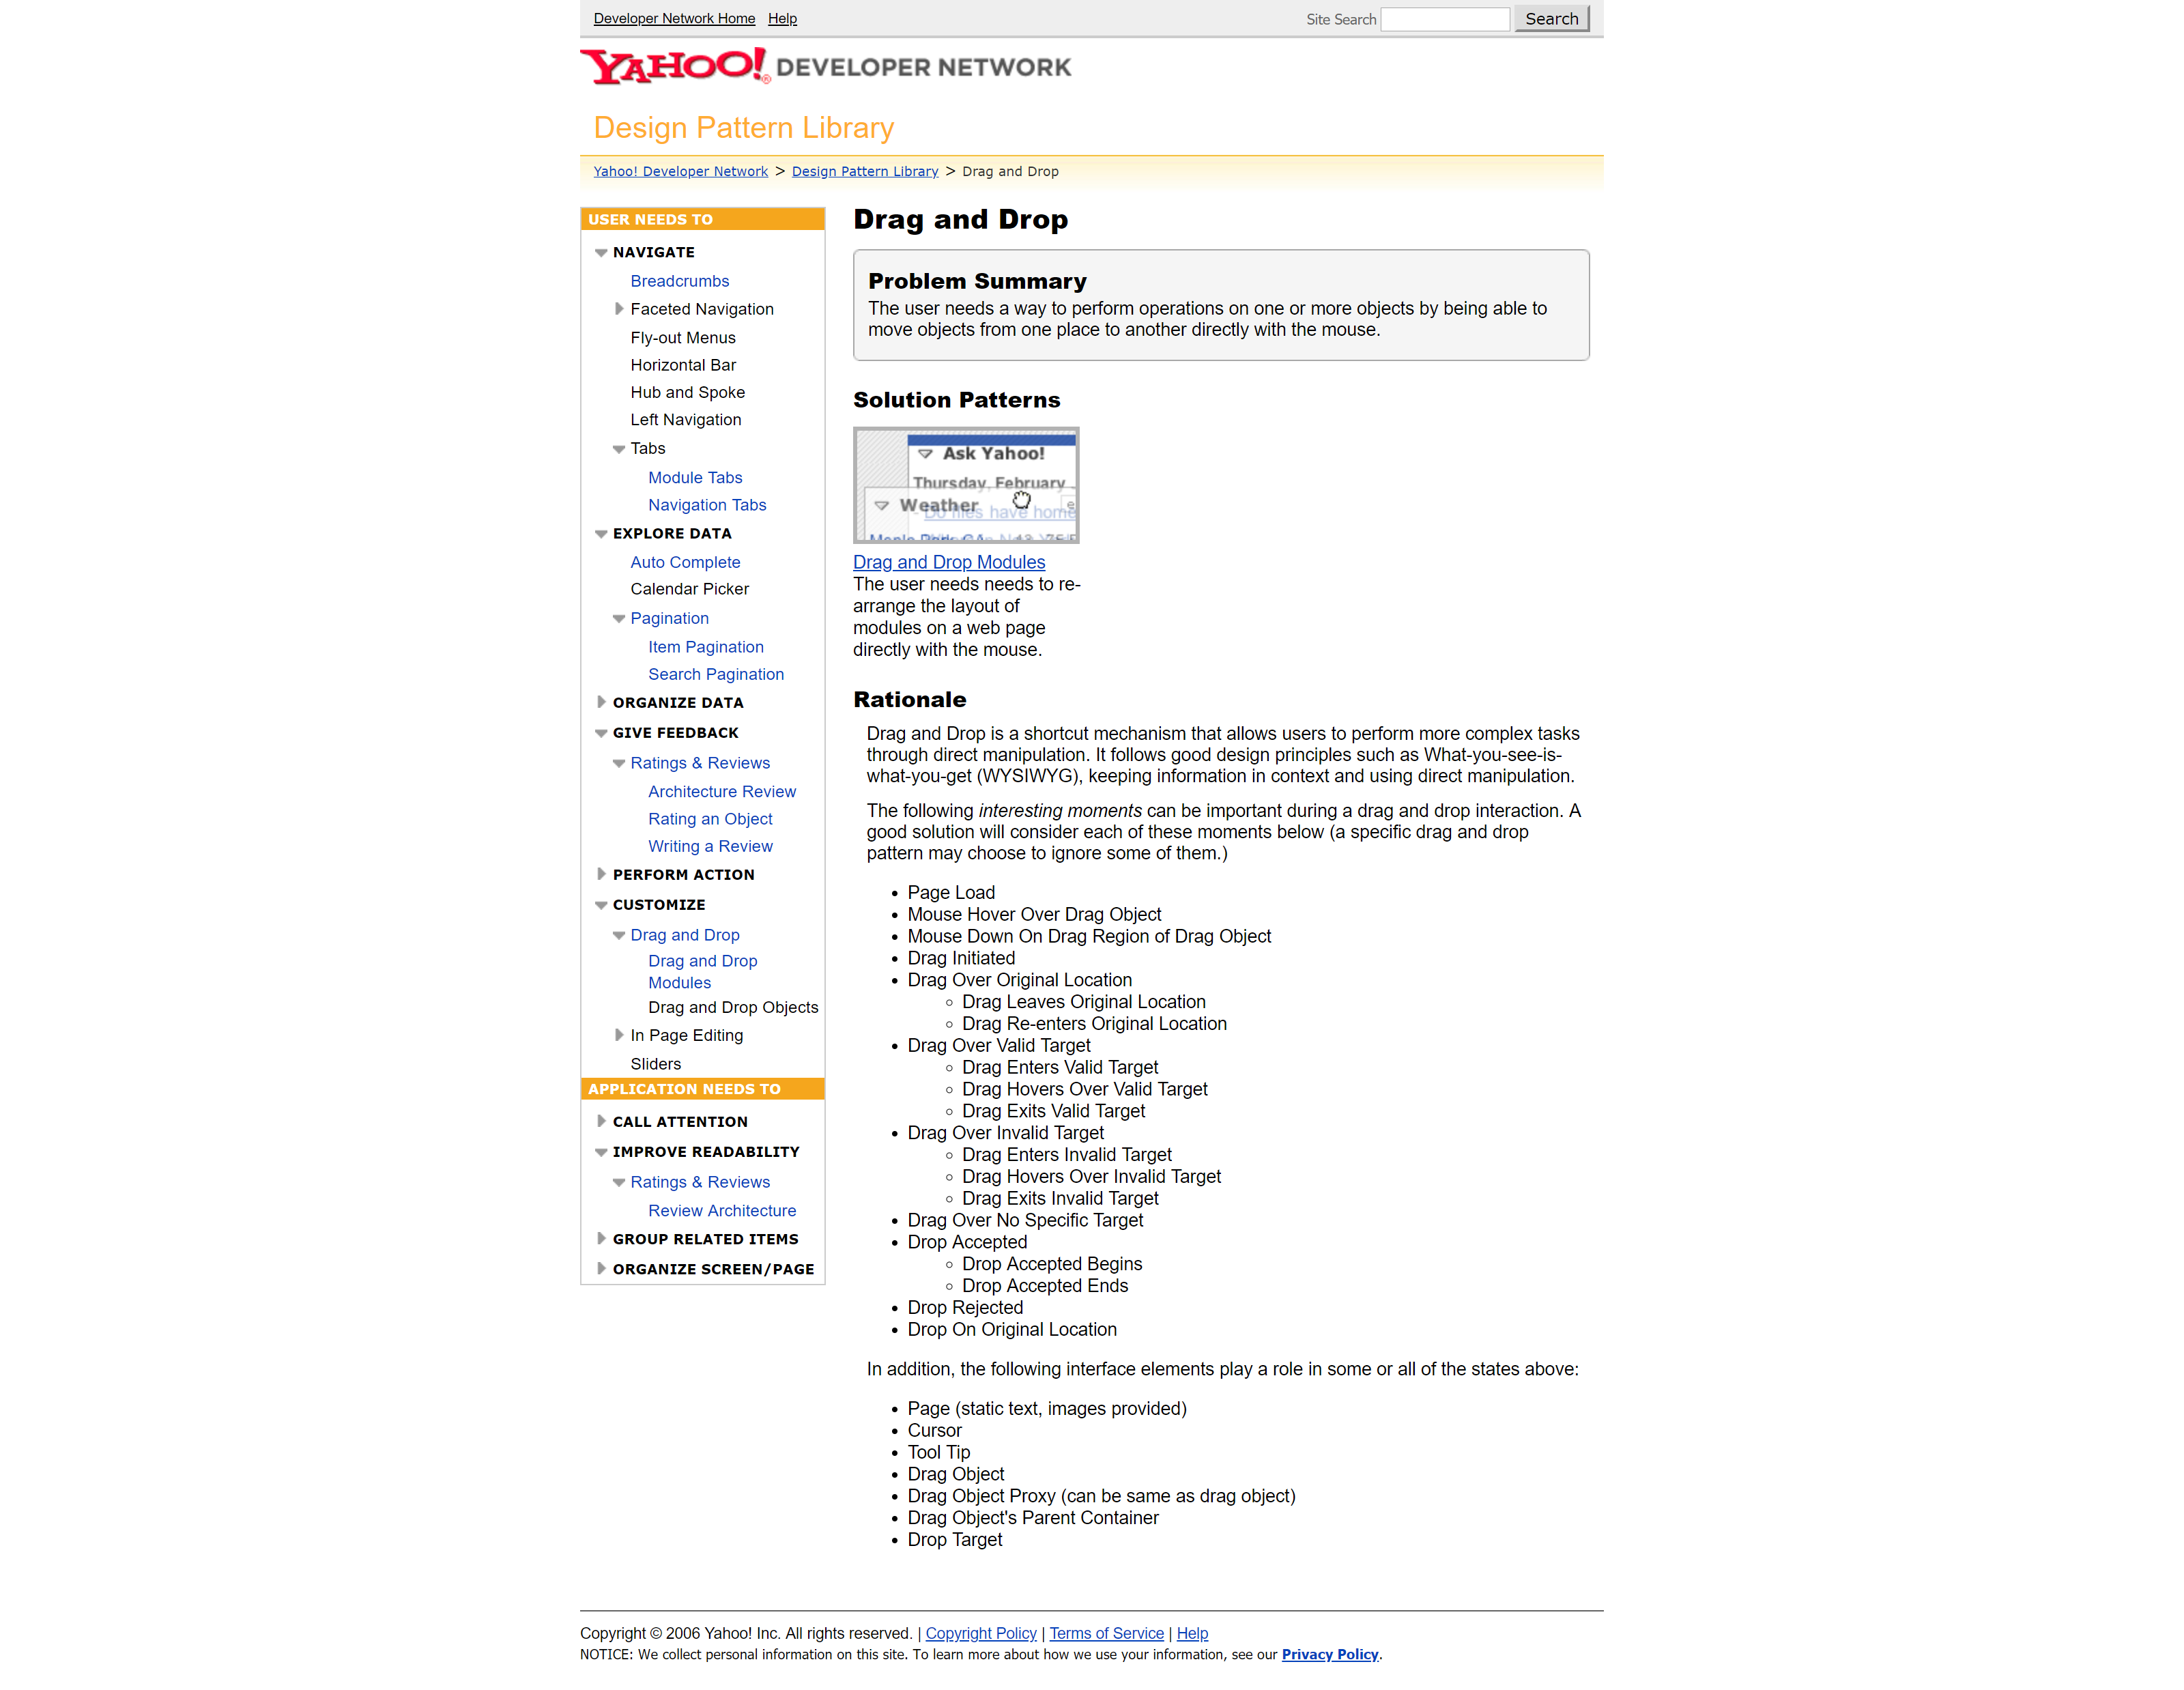 Developer Network Home Help Site Search Search
YAHOO!® DEVELOPER NETWORK
Design Pattern Library
Yahoo! Developer Network > Design Pattern Library > Drag and Drop
USER NEEDS TO
NAVIGATE
Breadcrumbs
Faceted Navigation
Fly-out Menus
Horizontal Bar
Hub and Spoke
Left Navigation
Tabs
Module Tabs
Navigation Tabs
EXPLORE DATA
Auto Complete
Calendar Picker
Pagination
Item Pagination
Search Pagination
ORGANIZE DATA
GIVE FEEDBACK
Ratings & Reviews
Architecture Review
Rating an Object
Writing a Review
PERFORM ACTION
CUSTOMIZE
Drag and Drop
Drag and Drop
Modules
Drag and Drop Objects
In Page Editing
Sliders
APPLICATION NEEDS TO
CALL ATTENTION
IMPROVE READABILITY
Ratings & Reviews
Review Architecture
GROUP RELATED ITEMS
ORGANIZE SCREEN/PAGE
Drag and Drop
Problem Summary
The user needs a way to perform operations on one or more objects by being able to
move objects from one place to another directly with the mouse.
Solution Patterns
Ask Yahoo!
Thursday, February
Weather
Do flies have home
Drag and Drop Modules
The user needs needs to re-
arrange the layout of
modules on a web page
directly with the mouse.
Rationale
Drag and Drop is a shortcut mechanism that allows users to perform more complex tasks
through direct manipulation. It follows good design principles such as What-you-see-is-
what-you-get (WYSIWYG), keeping information in context and using direct manipulation.
The following interesting moments can be important during a drag and drop interaction. A
good solution will consider each of these moments below (a specific drag and drop
pattern may choose to ignore some of them.)
• Page Load
• Mouse Hover Over Drag Object
• Mouse Down On Drag Region of Drag Object
• Drag Initiated
• Drag Over Original Location
◦ Drag Leaves Original Location
◦ Drag Re-enters Original Location
• Drag Over Valid Target
◦ Drag Enters Valid Target
◦ Drag Hovers Over Valid Target
◦ Drag Exits Valid Target
• Drag Over Invalid Target
◦ Drag Enters Invalid Target
◦ Drag Hovers Over Invalid Target
◦ Drag Exits Invalid Target
• Drag Over No Specific Target
• Drop Accepted
◦ Drop Accepted Begins
◦ Drop Accepted Ends
• Drop Rejected
• Drop On Original Location
In addition, the following interface elements play a role in some or all of the states above:
• Page (static text, images provided)
• Cursor
• Tool Tip
• Drag Object
• Drag Object Proxy (can be same as drag object)
• Drag Object's Parent Container
• Drop Target
Copyright © 2006 Yahoo! Inc. All rights reserved. | Copyright Policy | Terms of Service | Help
NOTICE: We collect personal information on this site. To learn more about how we use your information, see our Privacy Policy.